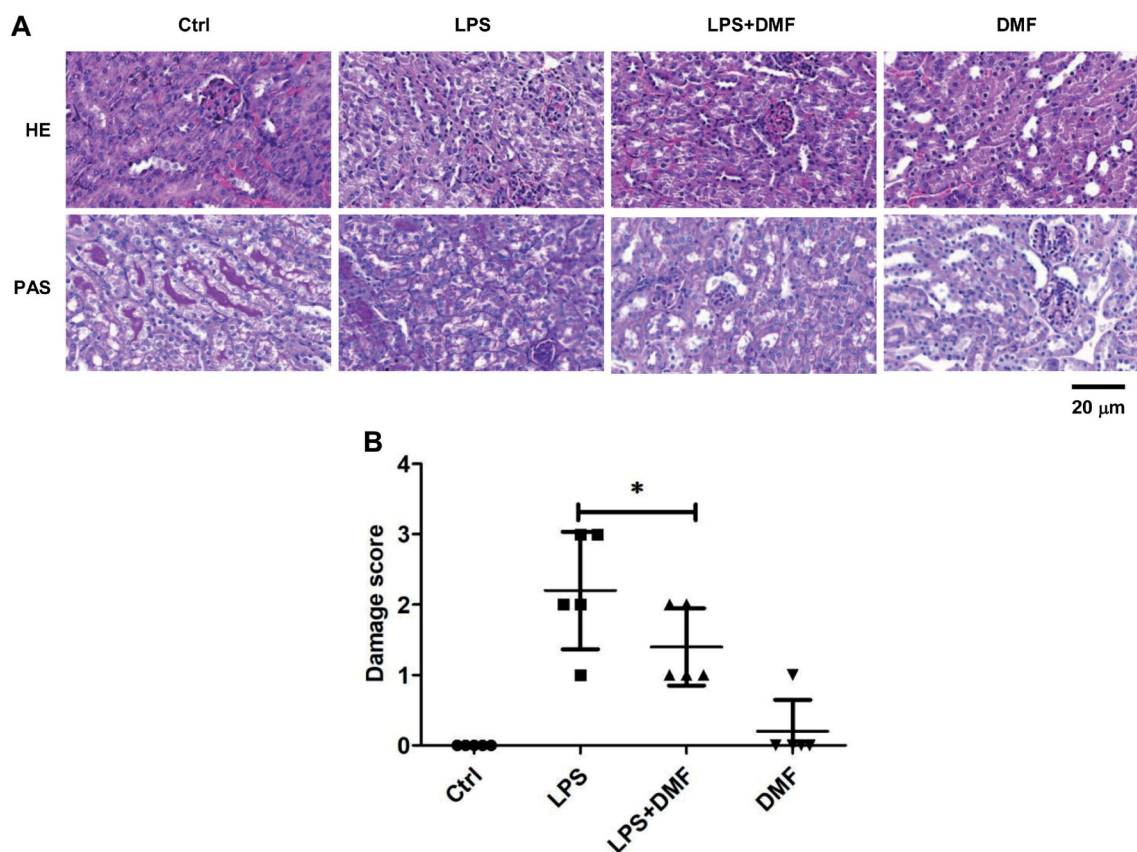 A
Ctrl LPS LPS+DMF DMF
HE
PAS
20 μm
B
4
*
3
2
1
0
Damage score
Ctrl LPS LPS+DMF DMF